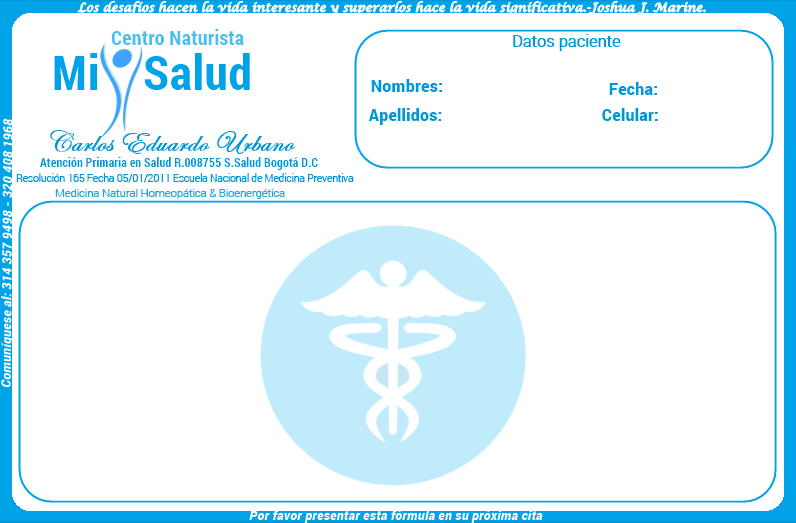 Los desafíos hacen la vida interesante y superarlos hace la vida significativa.-Joshua J. Marine.
Centro Naturista
Mi Salud
Carlos Eduardo Urbano
Atención Primaria en Salud R.008755 S.Salud Bogotá D.C
Resolución 165 Fecha 05/01/2011 Escuela Nacional de Medicina Preventiva
Medicina Natural Homeopática & Bioenergética
Datos paciente
Nombres:
Fecha:
Apellidos:
Celular:
Comuníquese al: 314 357 9498 - 320 408 1968
Por favor presentar esta fórmula en su próxima cita